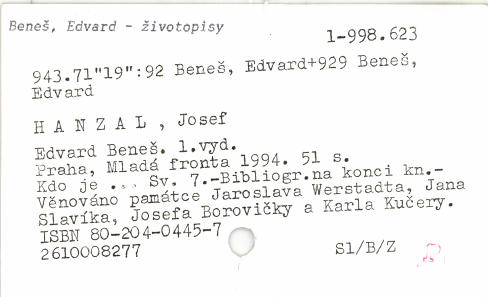 Beneš, Edvard - životopisy
1-998.623
943.71"19":92 Beneš, Edvard+929 Beneš,
Edvard
H A N Z A L , Josef
Edvard Beneš. 1.vyd.
Praha, Mladá fronta 1994. 51 s.
Kdo je ... Sv. 7.-Bibliogr.na konci kn.-
Věnováno památce Jaroslava Werstadta, Jana
Slavíka, Josefa Borovičky a Karla Kučery.
ISBN 80-204-0445-7
2610008277
Sl/B/Z